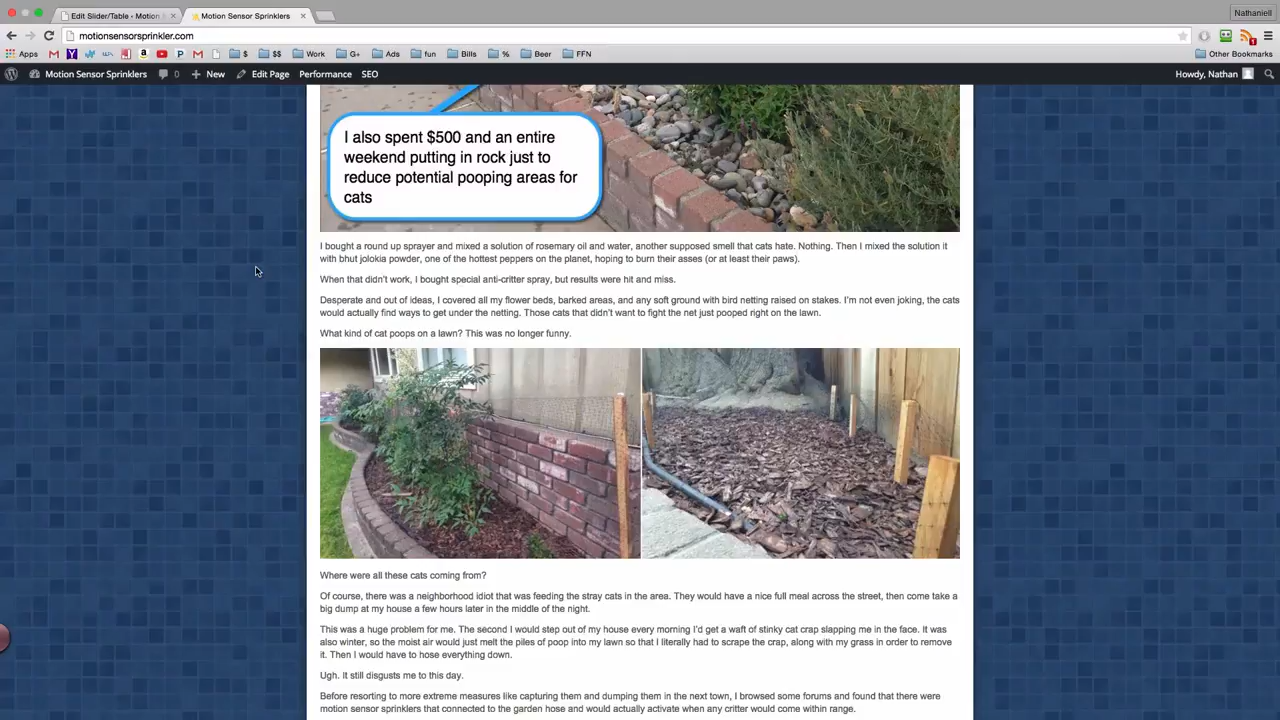 Nathaniell
Edit Slider/Table - Motion
Motion Sensor Sprinklers
motionsensorsprinkler.com
Apps $ $$ Work G+ Ads fun Bills % Beer FFN Other Bookmarks
Motion Sensor Sprinklers 0 New Edit Page Performance SEO Howdy, Nathan
I also spent $500 and an entire
weekend putting in rock just to
reduce potential pooping areas for
cats
I bought a round up sprayer and mixed a solution of rosemary oil and water, another supposed smell that cats hate. Nothing. Then I mixed the solution it
with bhut jolokia powder, one of the hottest peppers on the planet, hoping to burn their asses (or at least their paws).
When that didn't work, I bought special anti-critter spray, but results were hit and miss.
Desperate and out of ideas, I covered all my flower beds, barked areas, and any soft ground with bird netting raised on stakes. I'm not even joking, the cats
would actually find ways to get under the netting. Those cats that didn't want to fight the net just pooped right on the lawn.
What kind of cat poops on a lawn? This was no longer funny.
Where were all these cats coming from?
Of course, there was a neighborhood idiot that was feeding the stray cats in the area. They would have a nice full meal across the street, then come take a
big dump at my house a few hours later in the middle of the night.
This was a huge problem for me. The second I would step out of my house every morning I'd get a waft of stinky cat crap slapping me in the face. It was
also winter, so the moist air would just melt the piles of poop into my lawn so that I literally had to scrape the crap, along with my grass in order to remove
it. Then I would have to hose everything down.
Ugh. It still disgusts me to this day.
Before resorting to more extreme measures like capturing them and dumping them in the next town, I browsed some forums and found that there were
motion sensor sprinklers that connected to the garden hose and would actually activate when any critter would come within range.